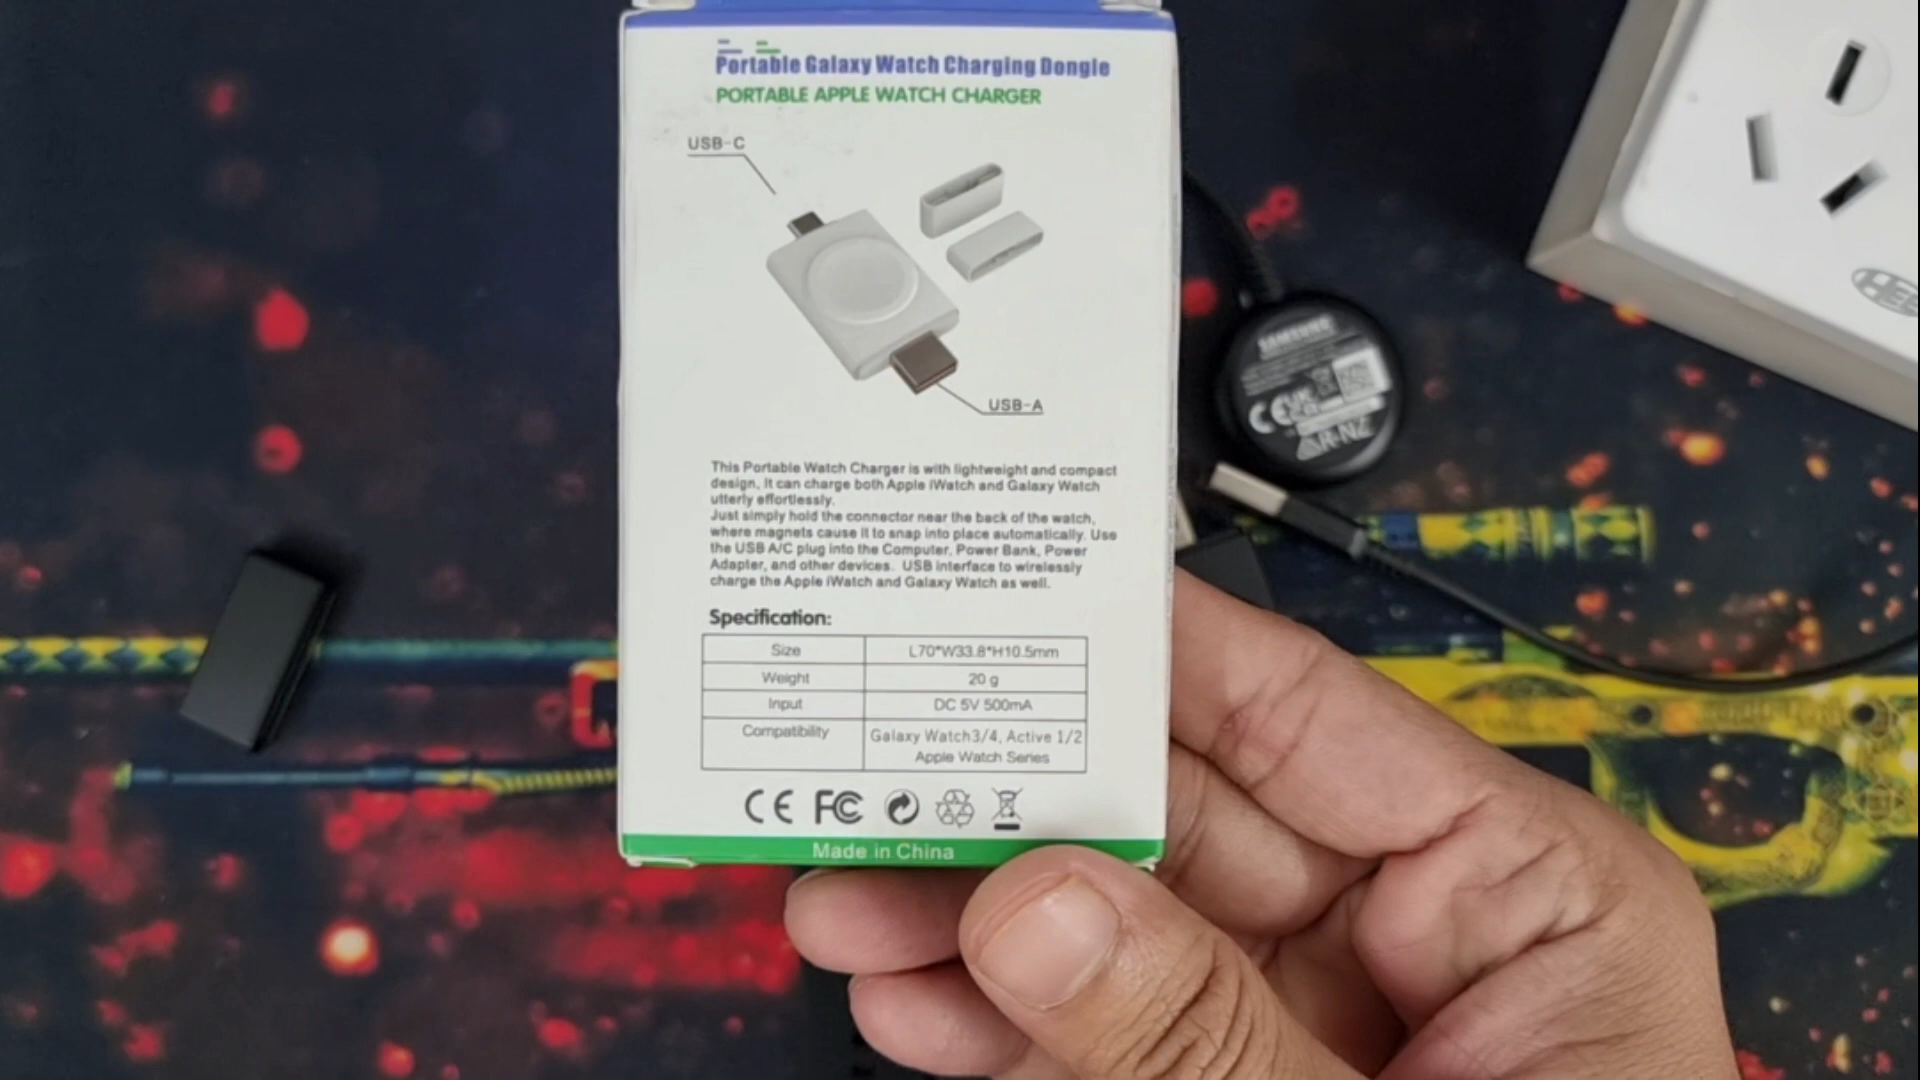 Portable Galaxy Watch Charging Dongle
PORTABLE APPLE WATCH CHARGER
USB-C
USB-A
This Portable Watch Charger is with lightweight and compact
design, It can charge both Apple iWatch and Galaxy Watch
utterly effortlessly.
Just simply hold the connector near the back of the watch,
where magnets cause it to snap into place automatically. Use
the USB A/C plug into the Computer, Power Bank, Power
Adapter, and other devices. USB interface to wirelessly
charge the Apple iWatch and Galaxy Watch as well.
Specification:
Size L70*W33.8*H10.5mm
Weight 20 g
Input DC 5V 500mA
Compatibility Galaxy Watch3/4, Active 1/2
Apple Watch Series
CE FC
Made in China
SAMSUNG
CE
R-NZ